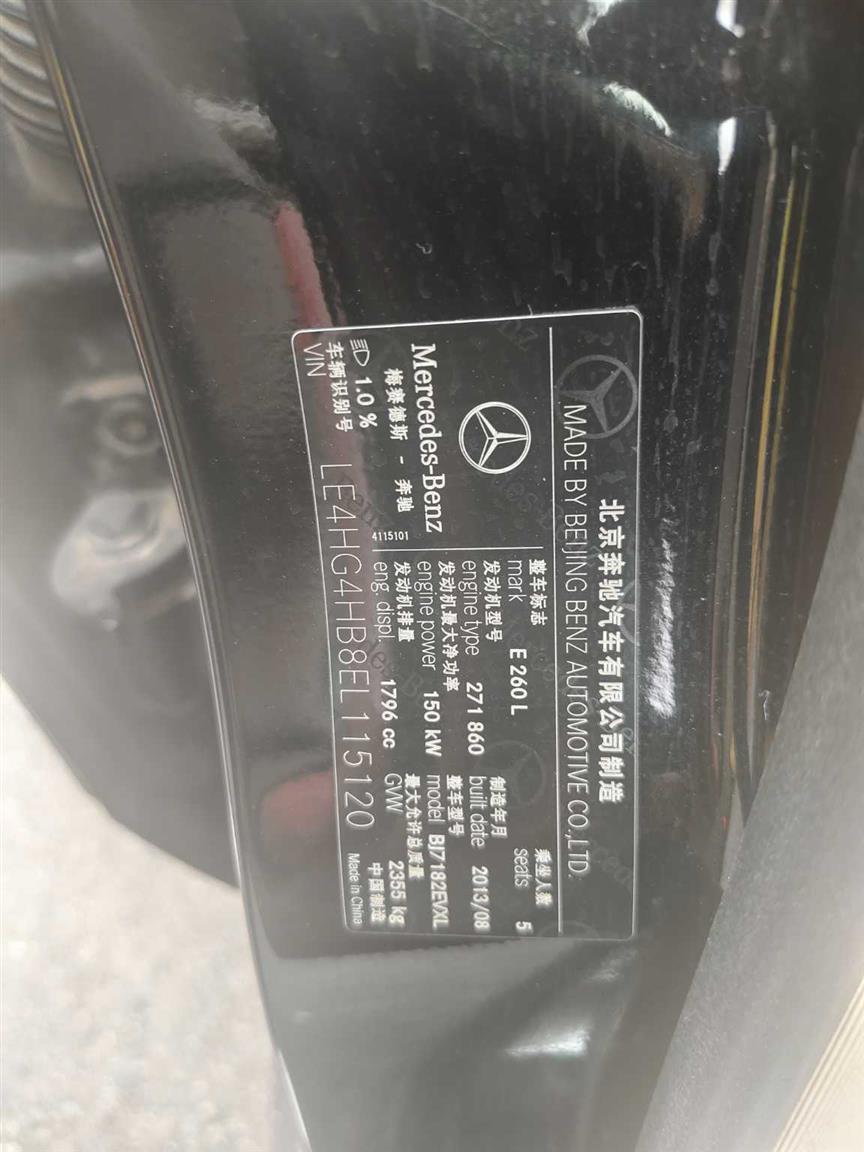 北京奔驰汽车有限公司制造
MADE BY BEIJING BENZ AUTOMOTIVE CO.,LTD.
整车标志
mark E 260 L
乘坐人数
seats 5
发动机型号
engine type 271 860
制造年月
built date 2013/08
发动机最大净功率
engine power 150 kW
整车型号
model BJ7182EVXL
发动机排量
eng. displ. 1796 cc
最大允许总质量
GVW 2355 kg
Mercedes-Benz
梅赛德斯 - 奔驰
4115101
1.0 %
车辆识别号
VIN LE4HG4HB8EL115120
中国制造
Made in China